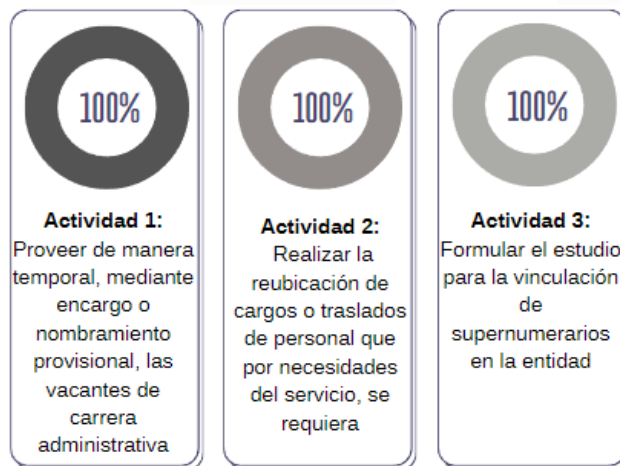 100%
Actividad 1:
Proveer de manera
temporal, mediante
encargo o
nombramiento
provisional, las
vacantes de
carrera
administrativa
100%
Actividad 2:
Realizar la
reubicación de
cargos o traslados
de personal que
por necesidades
del servicio, se
requiera
100%
Actividad 3:
Formular el estudio
para la vinculación
de
supernumerarios
en la entidad